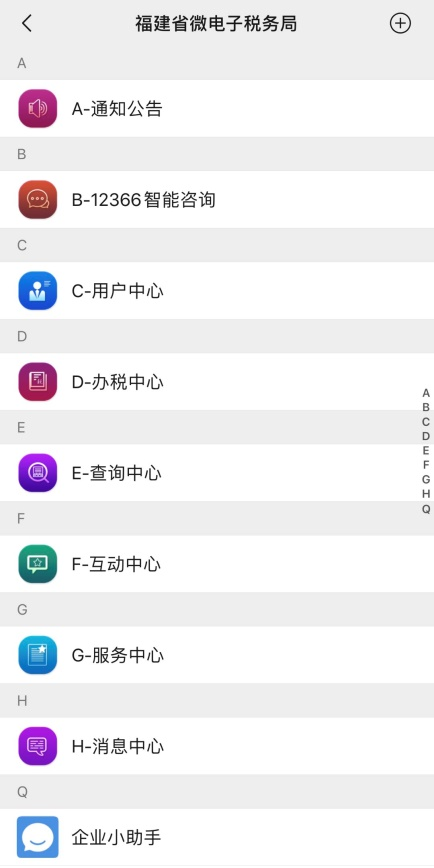 福建省微电子税务局
A
A-通知公告
B
B-12366智能咨询
C
C-用户中心
D
D-办税中心
E
E-查询中心
F
F-互动中心
G
G-服务中心
H
H-消息中心
Q
企业小助手
A
B
C
D
E
F
G
H
Q